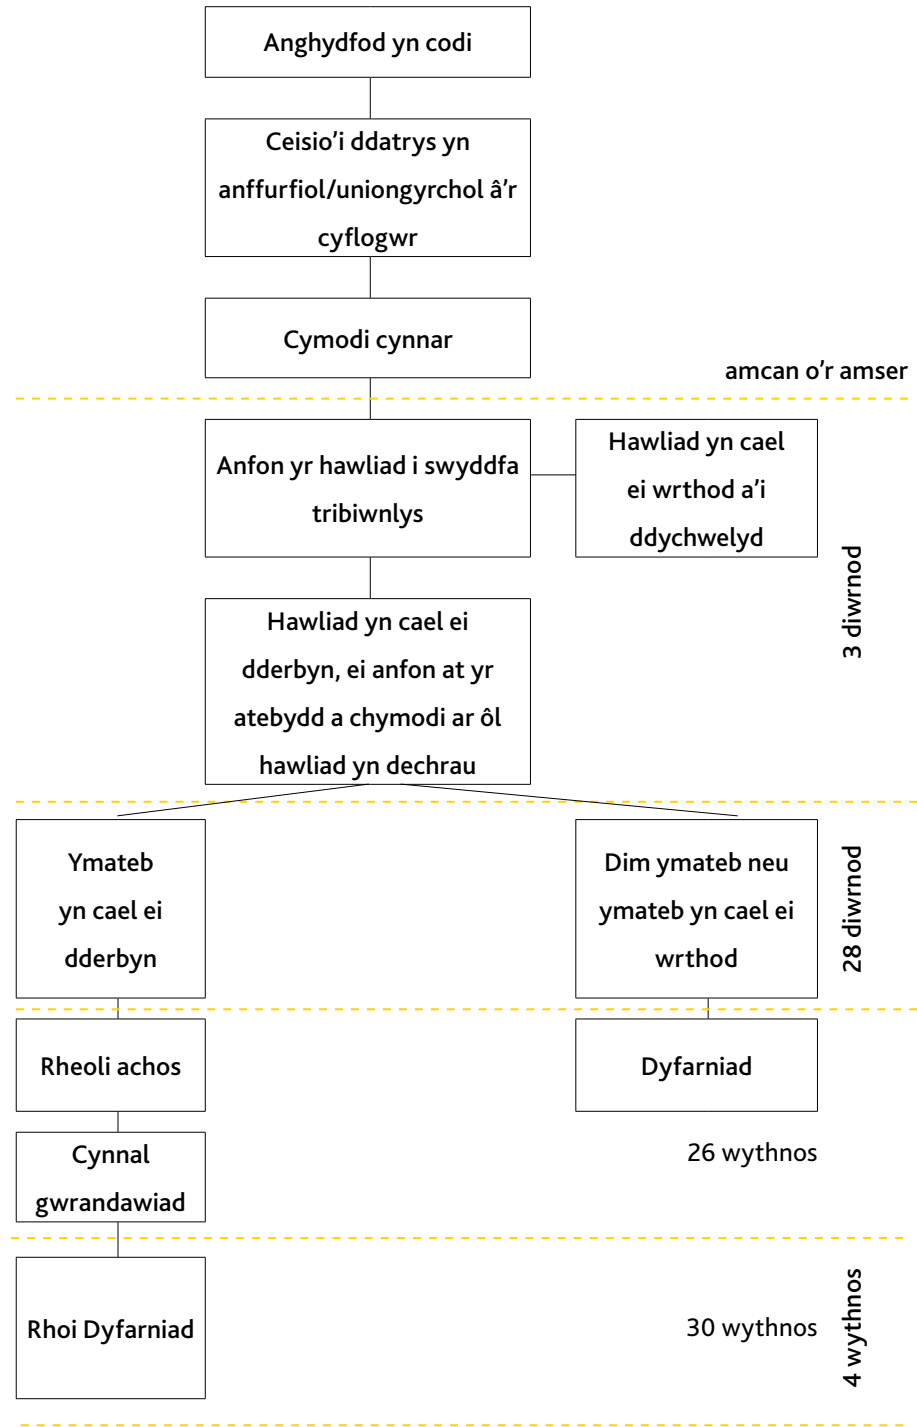 Anghydfod yn codi
Ceisio’i ddatrys yn
anffurfiol/uniongyrchol â’r
cyflogwr
Cymodi cynnar
amcan o’r amser
Anfon yr hawliad i swyddfa
tribiwnlys
Hawliad yn cael
ei wrthod a’i
ddychwelyd
3 diwrnod
Hawliad yn cael ei
dderbyn, ei anfon at yr
atebydd a chymodi ar ôl
hawliad yn dechrau
Ymateb
yn cael ei
dderbyn
Dim ymateb neu
ymateb yn cael ei
wrthod
28 diwrnod
Rheoli achos
Dyfarniad
Cynnal
gwrandawiad
26 wythnos
Rhoi Dyfarniad
30 wythnos
4 wythnos